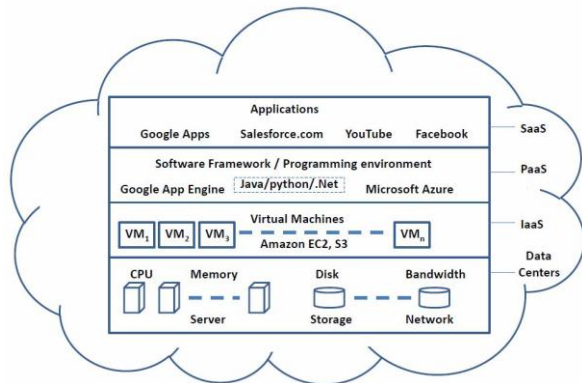 Applications
Google Apps Salesforce.com YouTube Facebook
SaaS
Software Framework / Programming environment
Google App Engine Java/python/.Net Microsoft Azure
PaaS
Virtual Machines
VM1 VM2 VM3 VMn
Amazon EC2, S3
IaaS
CPU Memory Disk Bandwidth
Server Storage Network
Data
Centers